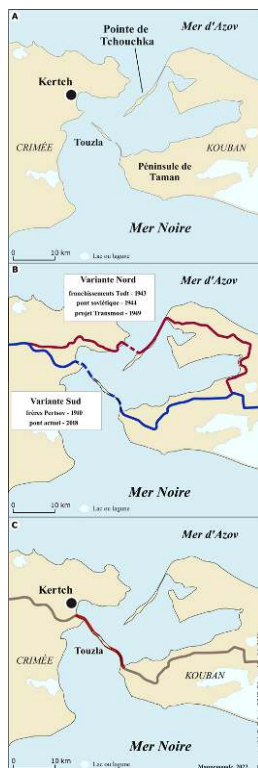 A
Mer d'Azov
Pointe de
Tchouchka
Kertch
CRIMÉE
Touzla
KOUBAN
Péninsule de
Taman
Mer Noire
0 10 km
Lac ou lagune
B
Mer d'Azov
Variante Nord
franchissements Todt - 1943
pont soviétique - 1944
projet Transmost - 1949
Variante Sud
frères Pertsov - 1910
pont actuel - 2018
Mer Noire
0 10 km
Lac ou lagune
C
Mer d'Azov
Kertch
CRIMÉE
Touzla
KOUBAN
Mer Noire
0 10 km
Lac ou lagune
2022